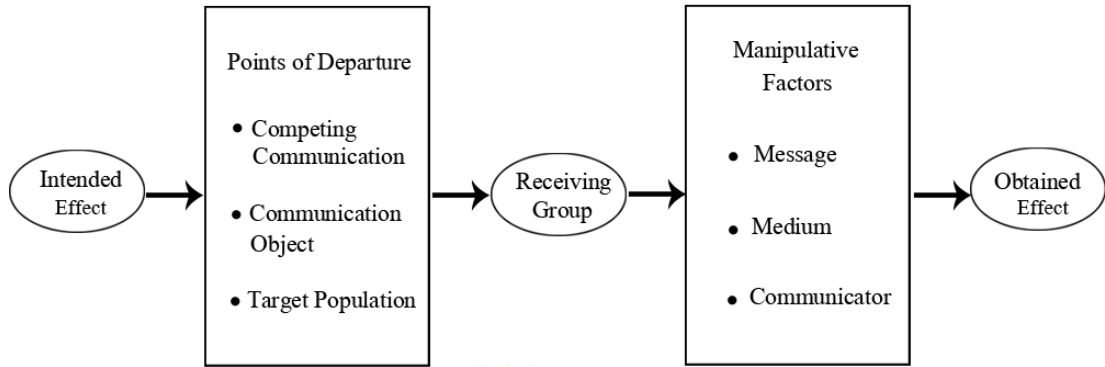 Intended
Effect
Points of Departure
• Competing
Communication
• Communication
Object
• Target Population
Receiving
Group
Manipulative
Factors
• Message
• Medium
• Communicator
Obtained
Effect